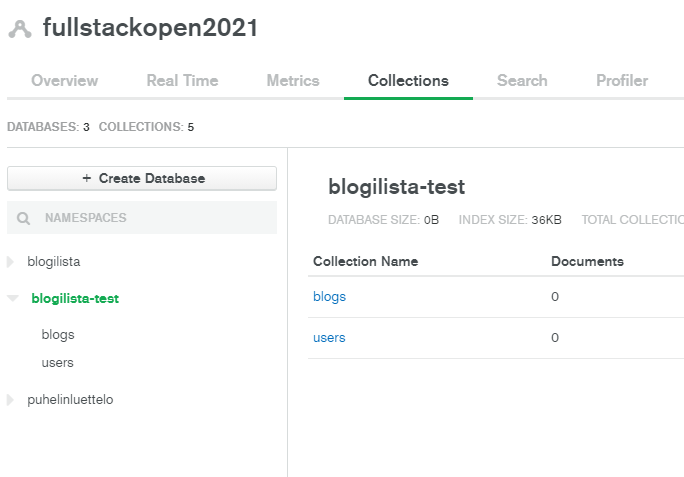 fullstackopen2021
Overview Real Time Metrics Collections Search Profiler
DATABASES: 3 COLLECTIONS: 5
+ Create Database
NAMESPACES
blogilista
blogilista-test
blogs
users
puhelinluettelo
blogilista-test
DATABASE SIZE: 0B INDEX SIZE: 36KB TOTAL COLLECTIO
Collection Name Documents
blogs 0
users 0